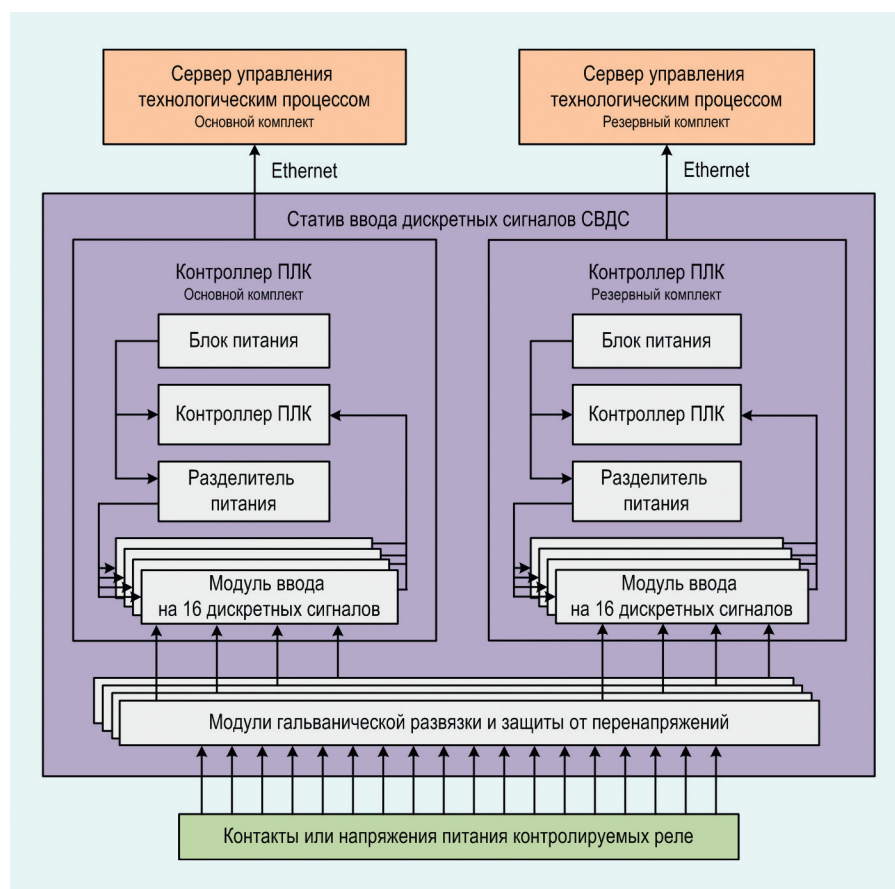 Сервер управления
технологическим процессом
Основной комплект
Сервер управления
технологическим процессом
Резервный комплект
Ethernet
Ethernet
Статив ввода дискретных сигналов СВДС
Контроллер ПЛК
Основной комплект
Блок питания
Контроллер ПЛК
Разделитель
питания
Модуль ввода
на 16 дискретных сигналов
Контроллер ПЛК
Резервный комплект
Блок питания
Контроллер ПЛК
Разделитель
питания
Модуль ввода
на 16 дискретных сигналов
Модули гальванической развязки и защиты от перенапряжений
Контакты или напряжения питания контролируемых реле